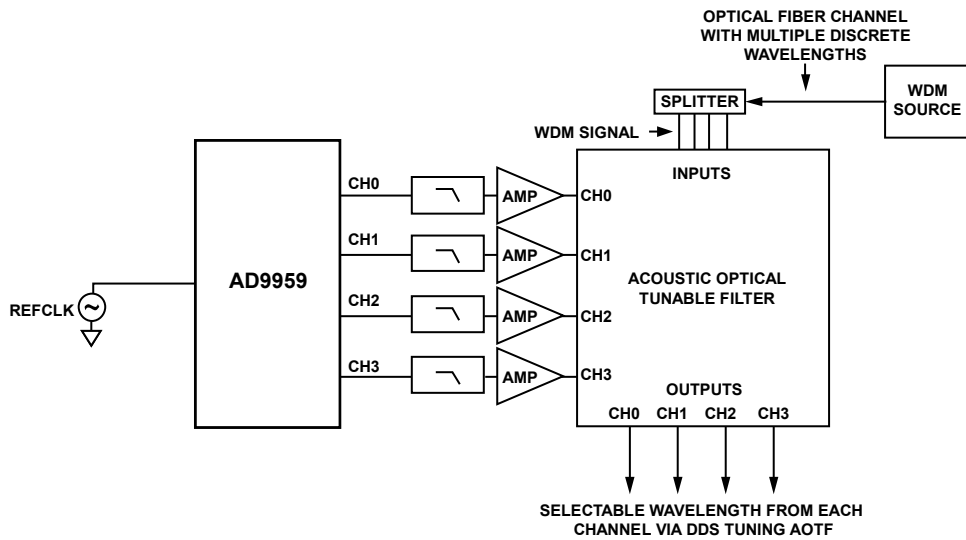 OPTICAL FIBER CHANNEL
WITH MULTIPLE DISCRETE
WAVELENGTHS
WDM
SOURCE
SPLITTER
WDM SIGNAL
INPUTS
AD9959
REFCLK
CH0
AMP
CH0
CH1
AMP
CH1
ACOUSTIC OPTICAL
TUNABLE FILTER
CH2
AMP
CH2
CH3
AMP
CH3
OUTPUTS
CH0 CH1 CH2 CH3
SELECTABLE WAVELENGTH FROM EACH
CHANNEL VIA DDS TUNING AOTF